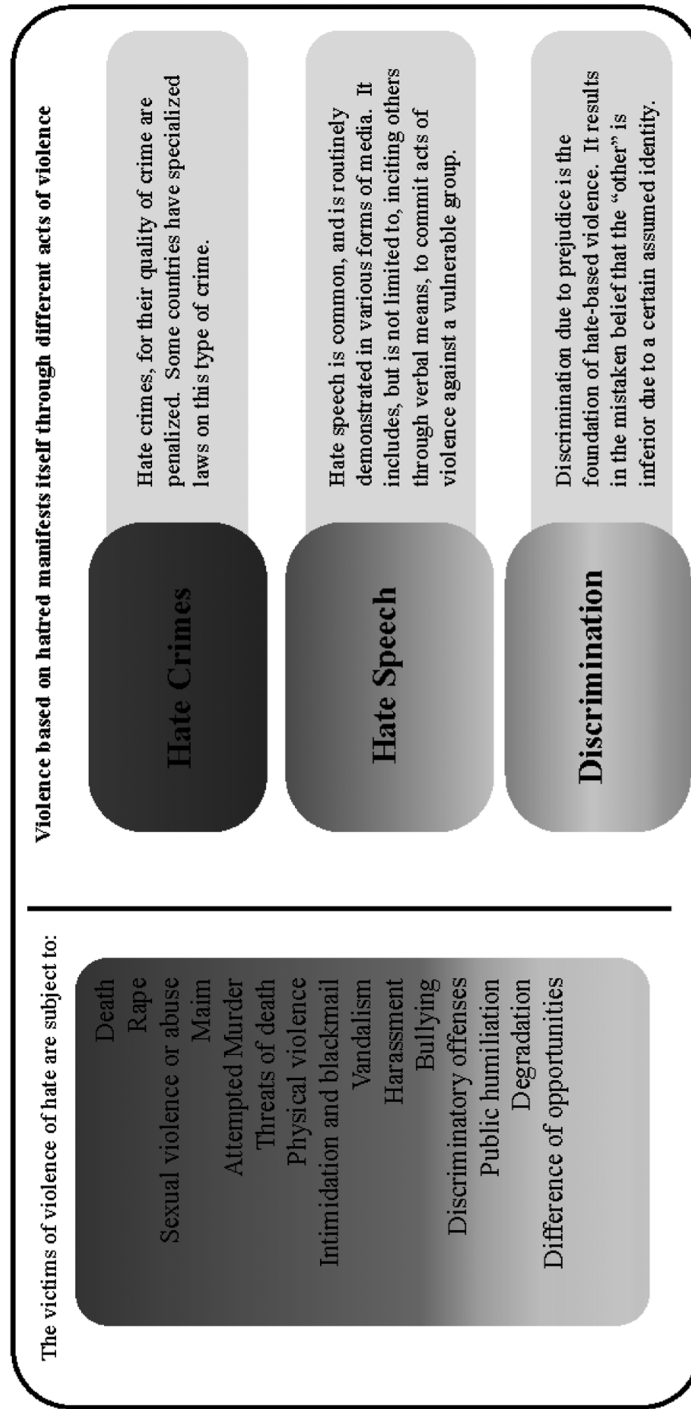 The victims of violence of hate are subject to:
Death
Rape
Sexual violence or abuse
Maim
Attempted Murder
Threats of death
Physical violence
Intimidation and blackmail
Vandalism
Harassment
Bullying
Discriminatory offenses
Public humiliation
Degradation
Difference of opportunities
Violence based on hatred manifests itself through different acts of violence
Hate Crimes
Hate crimes, for their quality of crime are
penalized. Some countries have specialized
laws on this type of crime.
Hate Speech
Hate speech is common, and is routinely
demonstrated in various forms of media. It
includes, but is not limited to, inciting others
through verbal means, to commit acts of
violence against a vulnerable group.
Discrimination
Discrimination due to prejudice is the
foundation of hate-based violence. It results
in the mistaken belief that the “other” is
inferior due to a certain assumed identity.